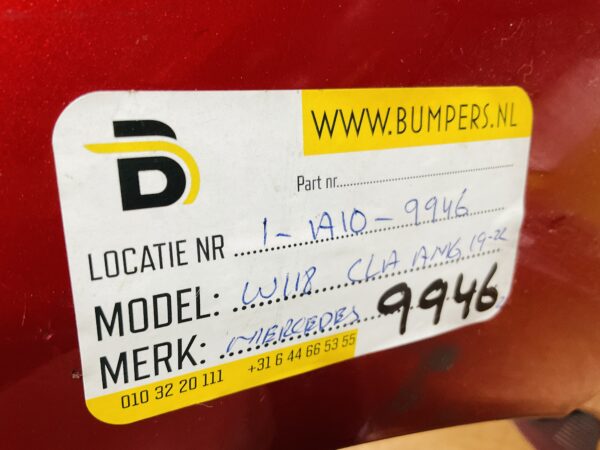 WWW.BUMPERS.NL
Part nr
LOCATIE NR 1-1A10-9946
MODEL: W118 CLA AMG 19-22
MERK: MERCEDES 9946
010 32 20 111 +31 6 44 66 53 55